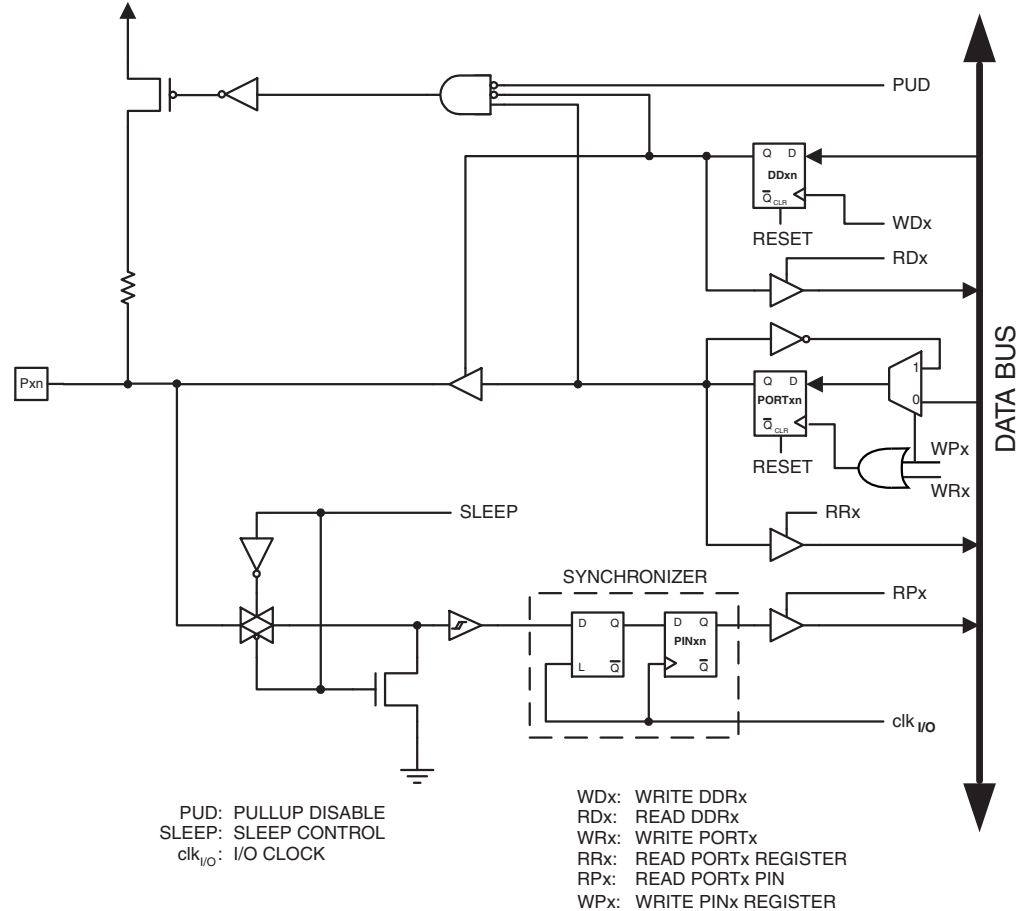 PUD
Q D
DDxn
Q CLR
WDx
RESET
RDx
Pxn
1
Q D
PORTxn
0
Q CLR
DATA BUS
WPx
RESET
WRx
SLEEP
RRx
SYNCHRONIZER
RPx
D Q
D Q
PINxn
L Q
Q
clk I/O
PUD: PULLUP DISABLE
SLEEP: SLEEP CONTROL
clkI/O: I/O CLOCK
WDx: WRITE DDRx
RDx: READ DDRx
WRx: WRITE PORTx
RRx: READ PORTx REGISTER
RPx: READ PORTx PIN
WPx: WRITE PINx REGISTER